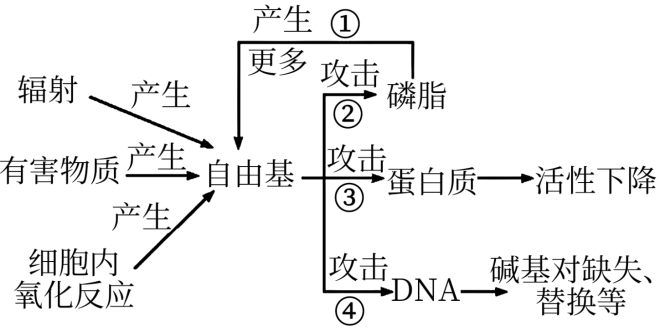 产生 ①
更多
辐射
产生
攻击
②
磷脂
有害物质
产生
自由基
攻击
③
蛋白质
活性下降
产生
细胞内
氧化反应
攻击
④
DNA
碱基对缺失、
替换等